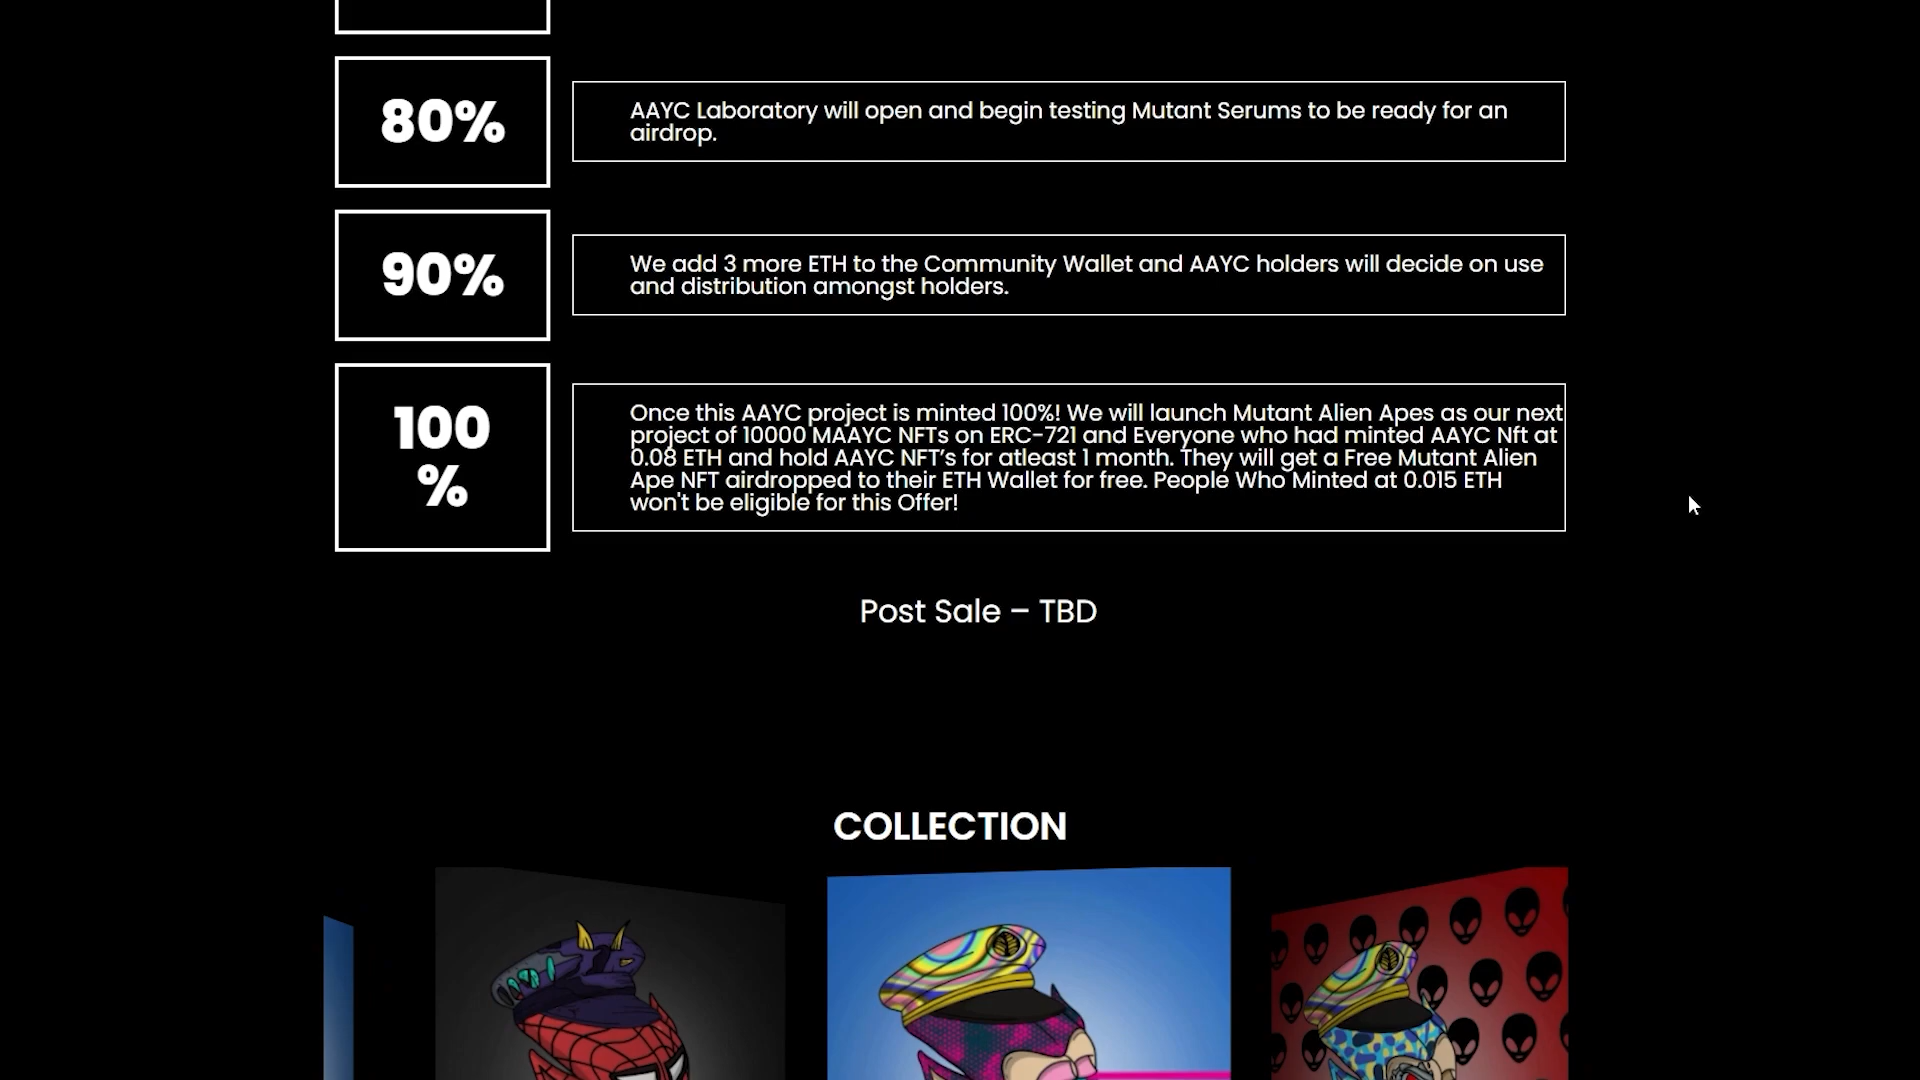 80%
AAYC Laboratory will open and begin testing Mutant Serums to be ready for an
airdrop.
90%
We add 3 more ETH to the Community Wallet and AAYC holders will decide on use
and distribution amongst holders.
100
%
Once this AAYC project is minted 100%! We will launch Mutant Alien Apes as our next
project of 10000 MAAYC NFTs on ERC-721 and Everyone who had minted AAYC Nft at
0.08 ETH and hold AAYC NFT’s for atleast 1 month. They will get a Free Mutant Alien
Ape NFT airdropped to their ETH Wallet for free. People Who Minted at 0.015 ETH
won't be eligible for this Offer!
Post Sale – TBD
COLLECTION